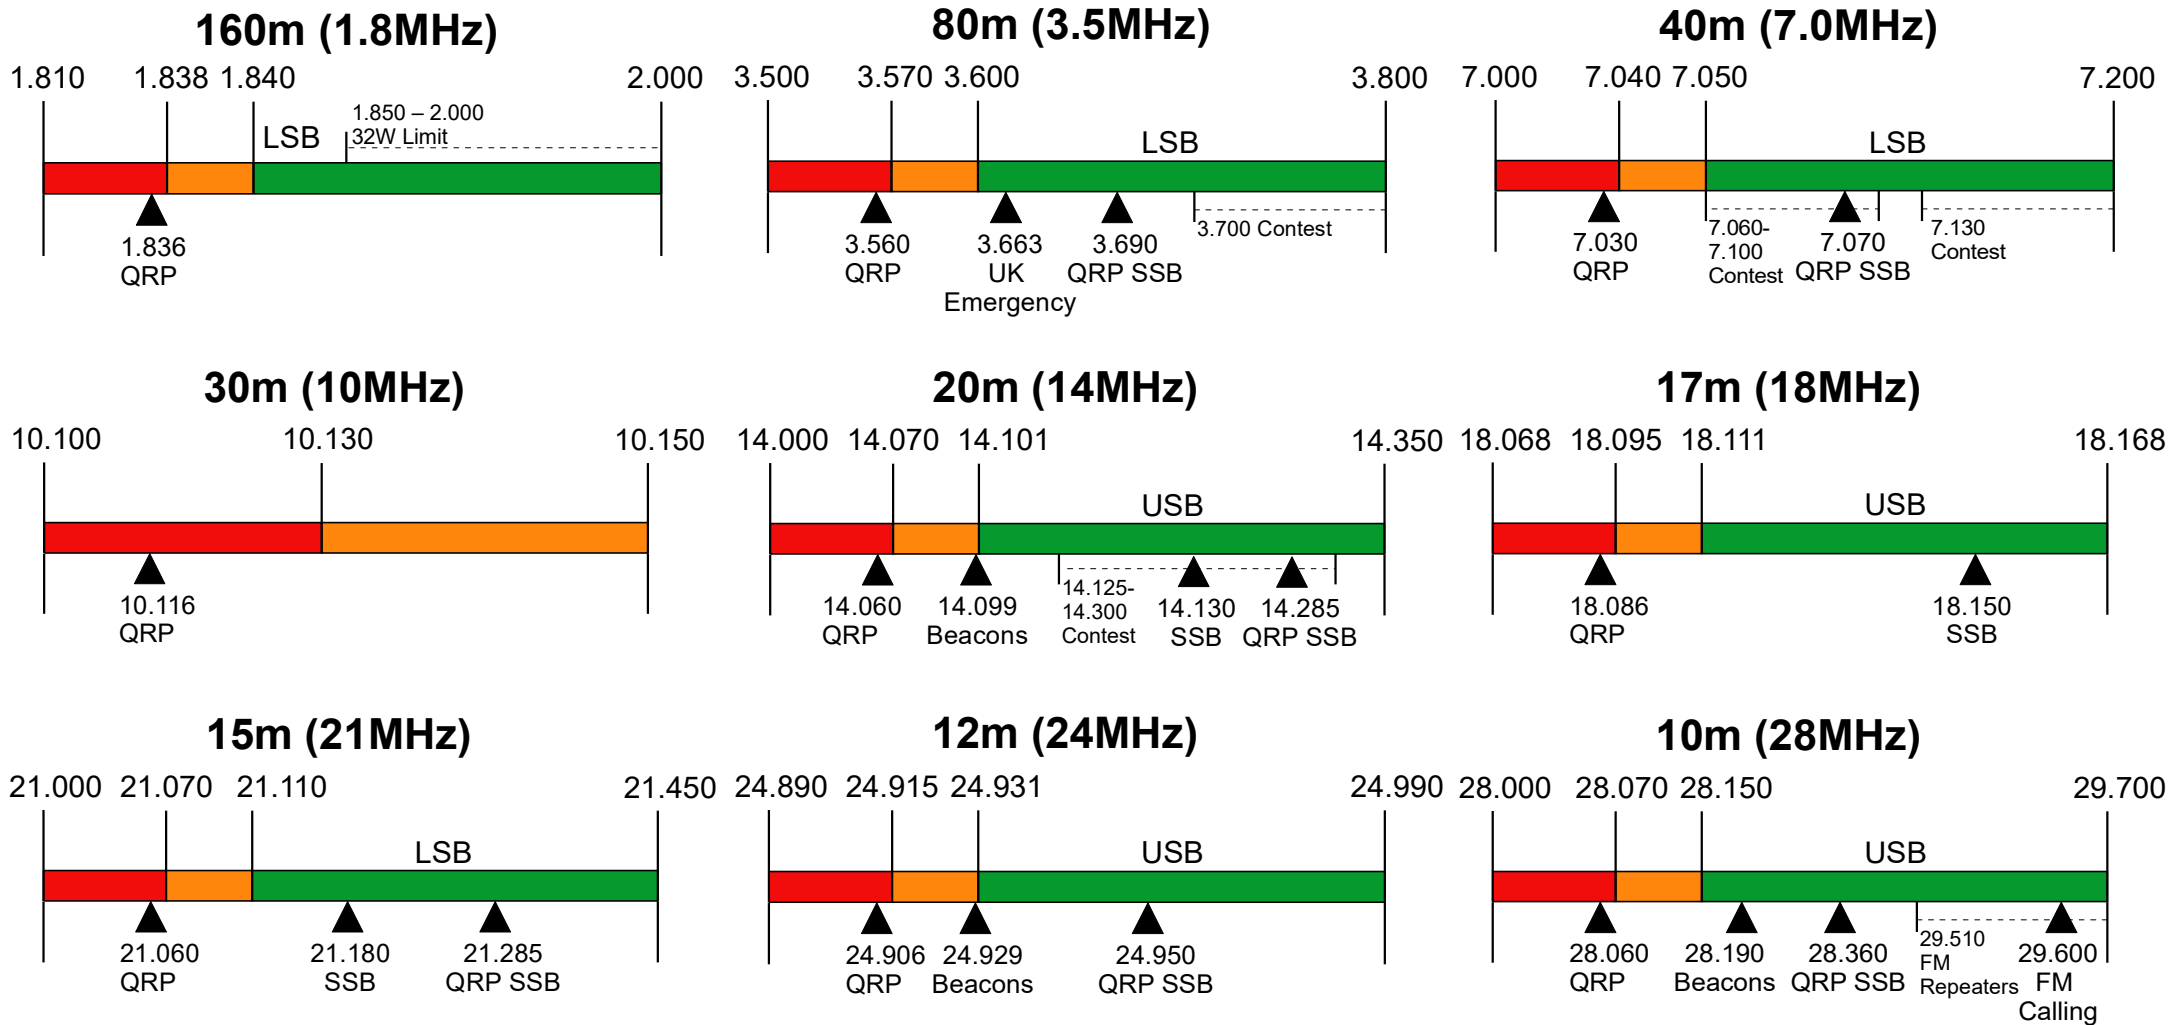 160m (1.8MHz)
1.810 1.838 1.840 2.000
LSB
1.850 – 2.000
32W Limit
1.836
QRP
80m (3.5MHz)
3.500 3.570 3.600 3.800
LSB
3.560
QRP
3.663
UK
Emergency
3.690
QRP SSB
3.700 Contest
40m (7.0MHz)
7.000 7.040 7.050 7.200
LSB
7.030
QRP
7.060-
7.100
Contest
7.070
QRP SSB
7.130
Contest
30m (10MHz)
10.100 10.130 10.150
10.116
QRP
20m (14MHz)
14.000 14.070 14.101 14.350
USB
14.060
QRP
14.099
Beacons
14.125-
14.300
Contest
14.130
SSB
14.285
QRP SSB
17m (18MHz)
18.068 18.095 18.111 18.168
USB
18.086
QRP
18.150
SSB
15m (21MHz)
21.000 21.070 21.110 21.450
LSB
21.060
QRP
21.180
SSB
21.285
QRP SSB
12m (24MHz)
24.890 24.915 24.931 24.990
USB
24.906
QRP
24.929
Beacons
24.950
QRP SSB
10m (28MHz)
28.000 28.070 28.150 29.700
USB
28.060
QRP
28.190
Beacons
28.360
QRP SSB
29.510
FM
Repeaters
29.600
FM
Calling